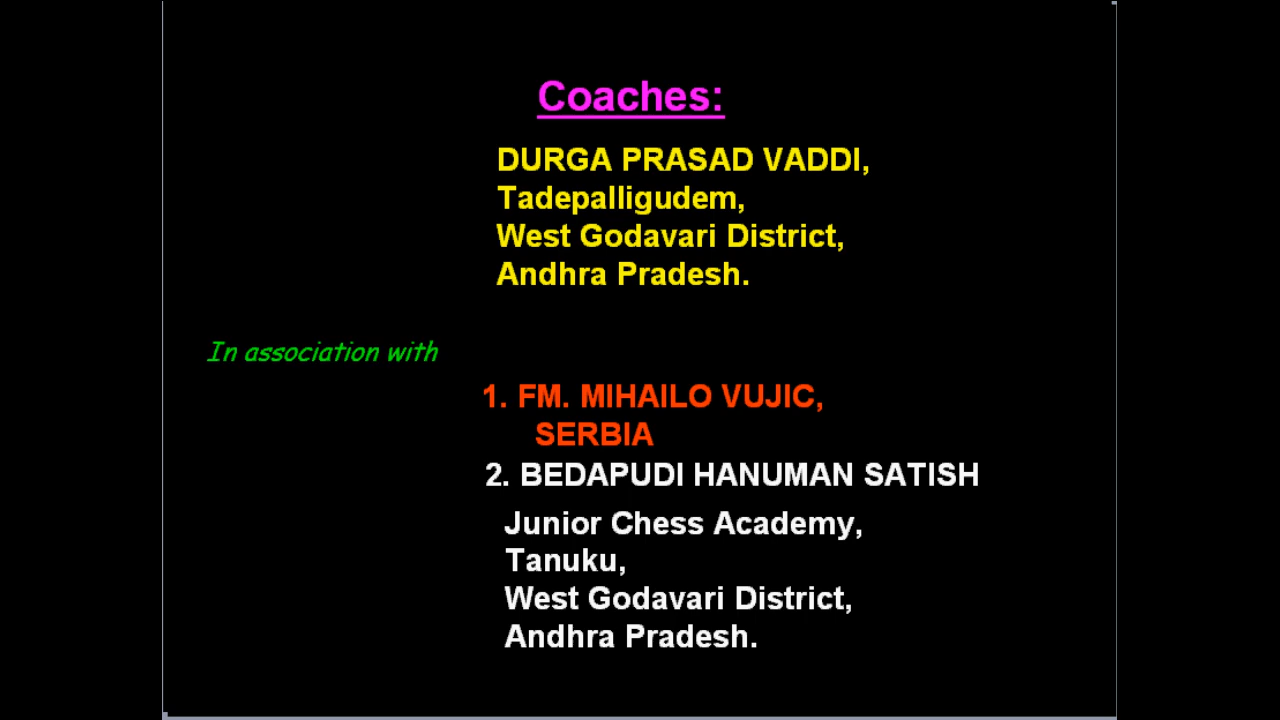 Coaches:
DURGA PRASAD VADDI,
Tadepalligudem,
West Godavari District,
Andhra Pradesh.
In association with
1. FM. MIHAILO VUJIC,
SERBIA
2. BEDAPUDI HANUMAN SATISH
Junior Chess Academy,
Tanuku,
West Godavari District,
Andhra Pradesh.